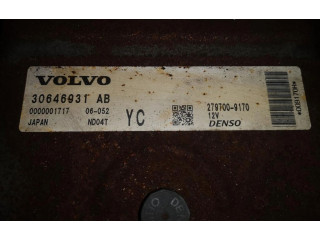 VOLVO
30646931 AB
0000001717 06-052
JAPAN ND04T
YC
279700-9170
12V
DENSO